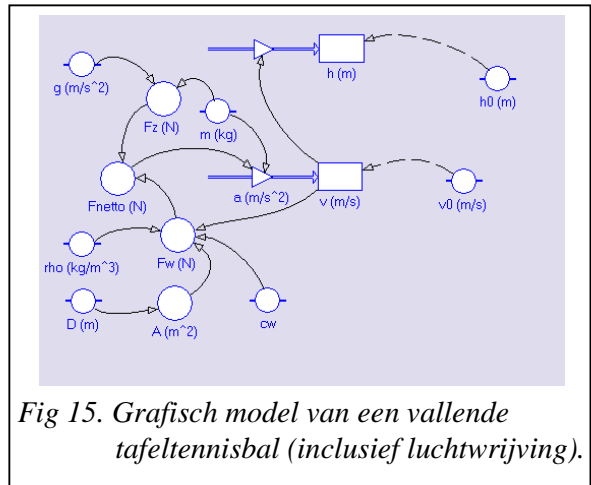 h (m)
g (m/s^2)
h0 (m)
Fz (N)
m (kg)
a (m/s^2)
v (m/s)
v0 (m/s)
Fnetto (N)
Fw (N)
rho (kg/m^3)
D (m)
A (m^2)
cw
Fig 15. Grafisch model van een vallende
tafeltennisbal (inclusief luchtwrijving).